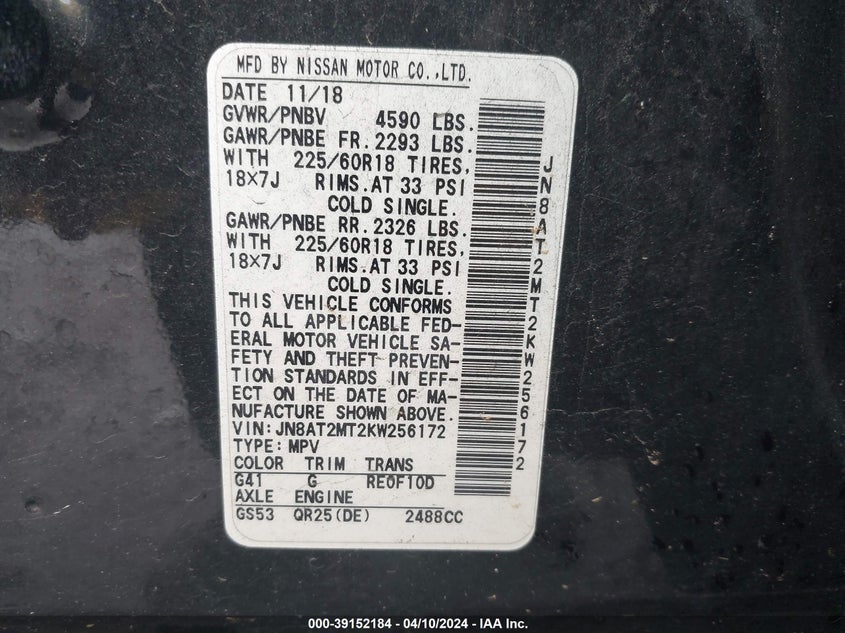 MFD BY NISSAN MOTOR CO.,LTD.
DATE 11/18
GVWR/PNBV 4590 LBS.
GAWR/PNBE FR. 2293 LBS.
WITH 225/60R18 TIRES,
18X7J RIMS.AT 33 PSI
COLD SINGLE.
GAWR/PNBE RR. 2326 LBS.
WITH 225/60R18 TIRES,
18X7J RIMS.AT 33 PSI
COLD SINGLE.
THIS VEHICLE CONFORMS
TO ALL APPLICABLE FED-
ERAL MOTOR VEHICLE SA-
FETY AND THEFT PREVEN-
TION STANDARDS IN EFF-
ECT ON THE DATE OF MA-
NUFACTURE SHOWN ABOVE.
VIN:JN8AT2MT2KW256172
TYPE:MPV
COLOR TRIM TRANS
G41 G RE0F10D
AXLE ENGINE
GS53 QR25(DE) 2488CC
JN8AT2MT2KW256172
000-39152184 - 04/10/2024 - IAA Inc.